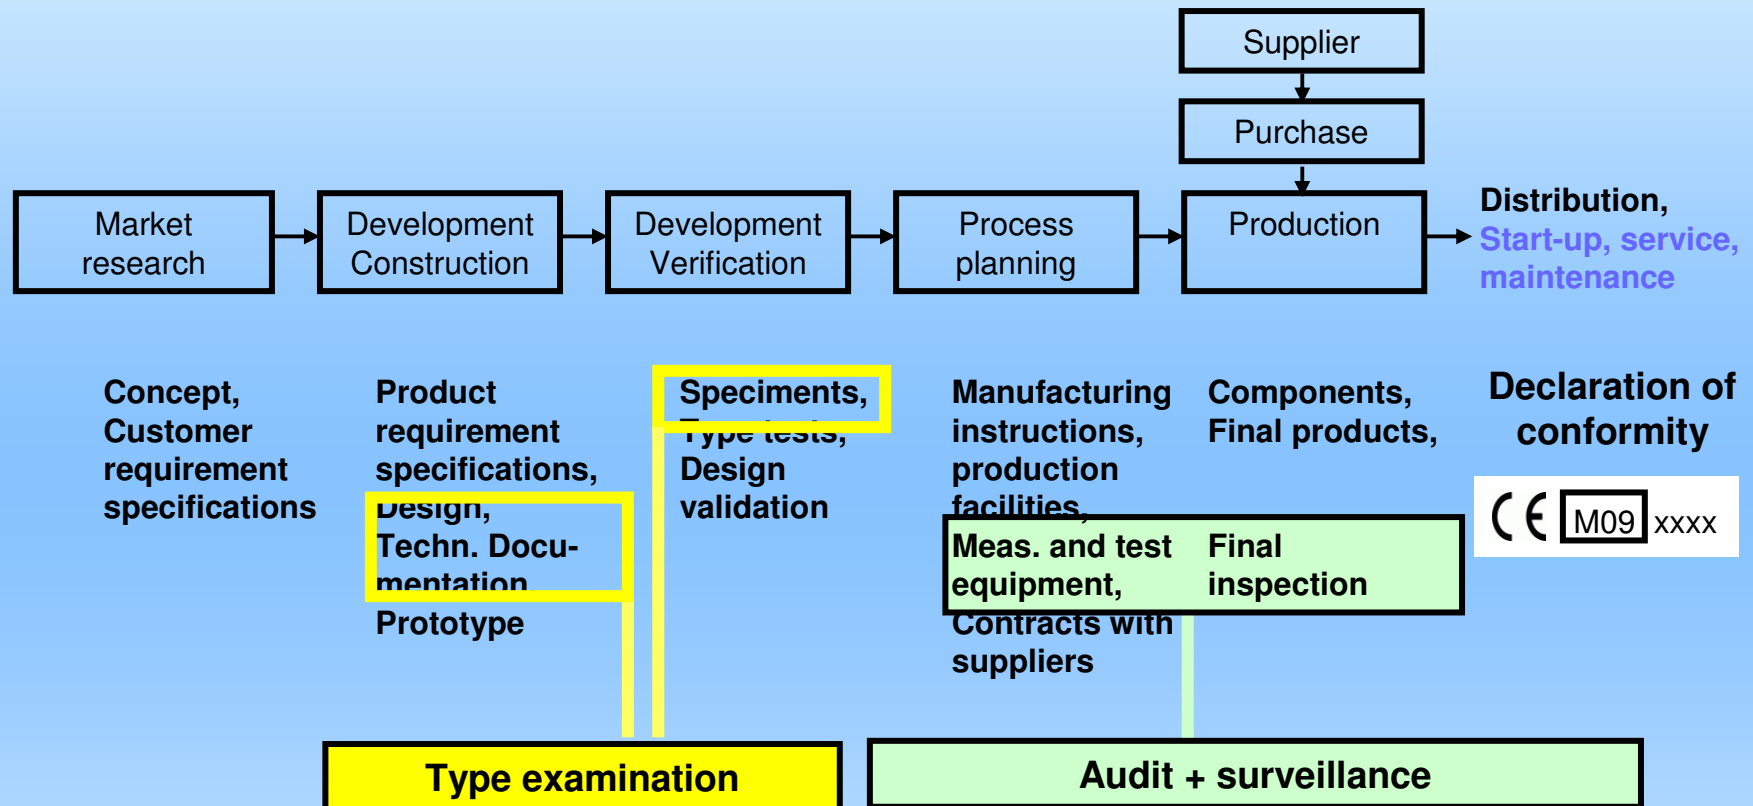 Supplier
Purchase
Market
research
Development
Construction
Development
Verification
Process
planning
Production
Distribution,
Start-up, service,
maintenance
Concept,
Customer
requirement
specifications
Product
requirement
specifications,
Design,
Techn. Docu-
mentation,
Prototype
Speciments,
Type tests,
Design
validation
Manufacturing
instructions,
production
facilities,
Meas. and test
equipment,
Contracts with
suppliers
Components,
Final products,
Final
inspection
Declaration of
conformity
CE M09 xxxx
Type examination
Audit + surveillance